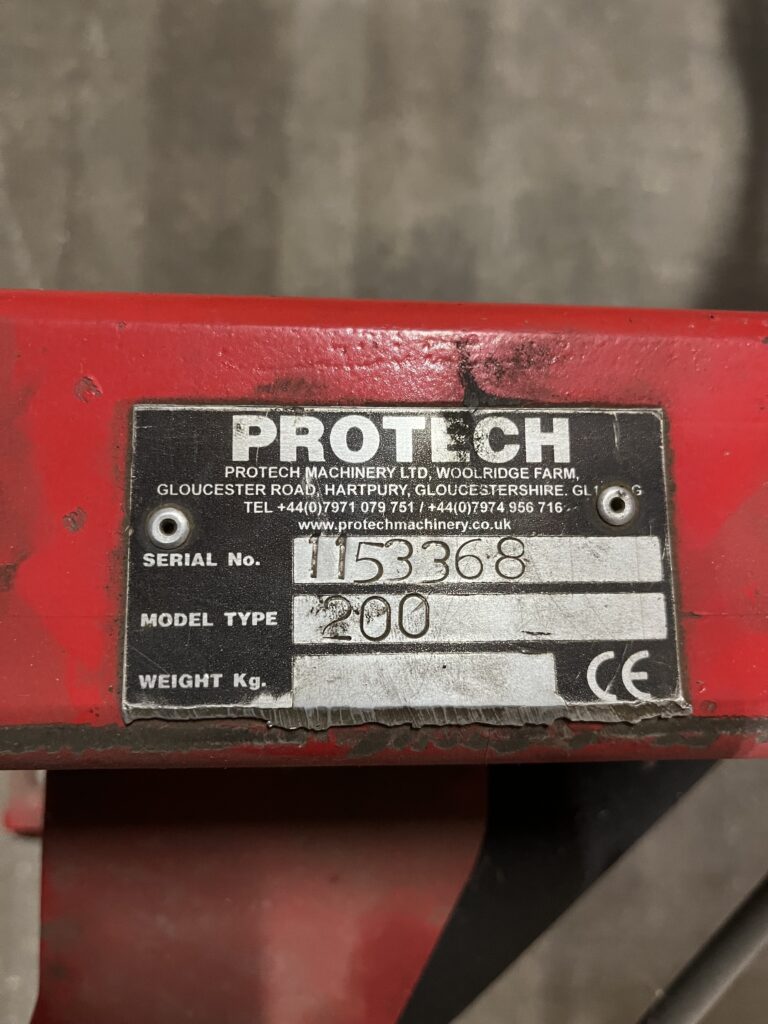 PROTECH
PROTECH MACHINERY LTD, WOOLRIDGE FARM,
GLOUCESTER ROAD, HARTPURY, GLOUCESTERSHIRE.
TEL +44(0)7971 079 751 / +44(0)7974 956 716
www.protechmachinery.co.uk
SERIAL No. 1153368
MODEL TYPE 200
WEIGHT Kg. CE